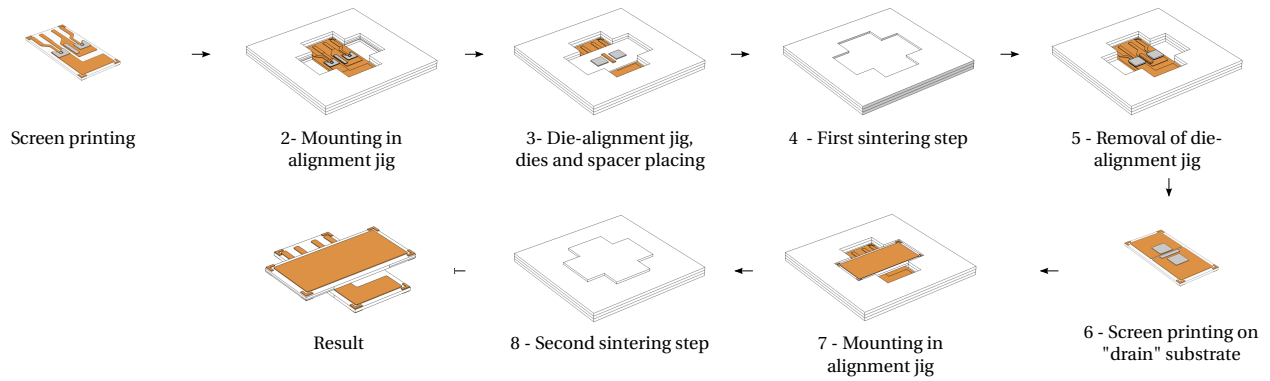 Screen printing
2- Mounting in
alignment jig
3- Die-alignment jig,
dies and spacer placing
4 - First sintering step
5 - Removal of die-
alignment jig
6 - Screen printing on
"drain" substrate
7 - Mounting in
alignment jig
8 - Second sintering step
Result